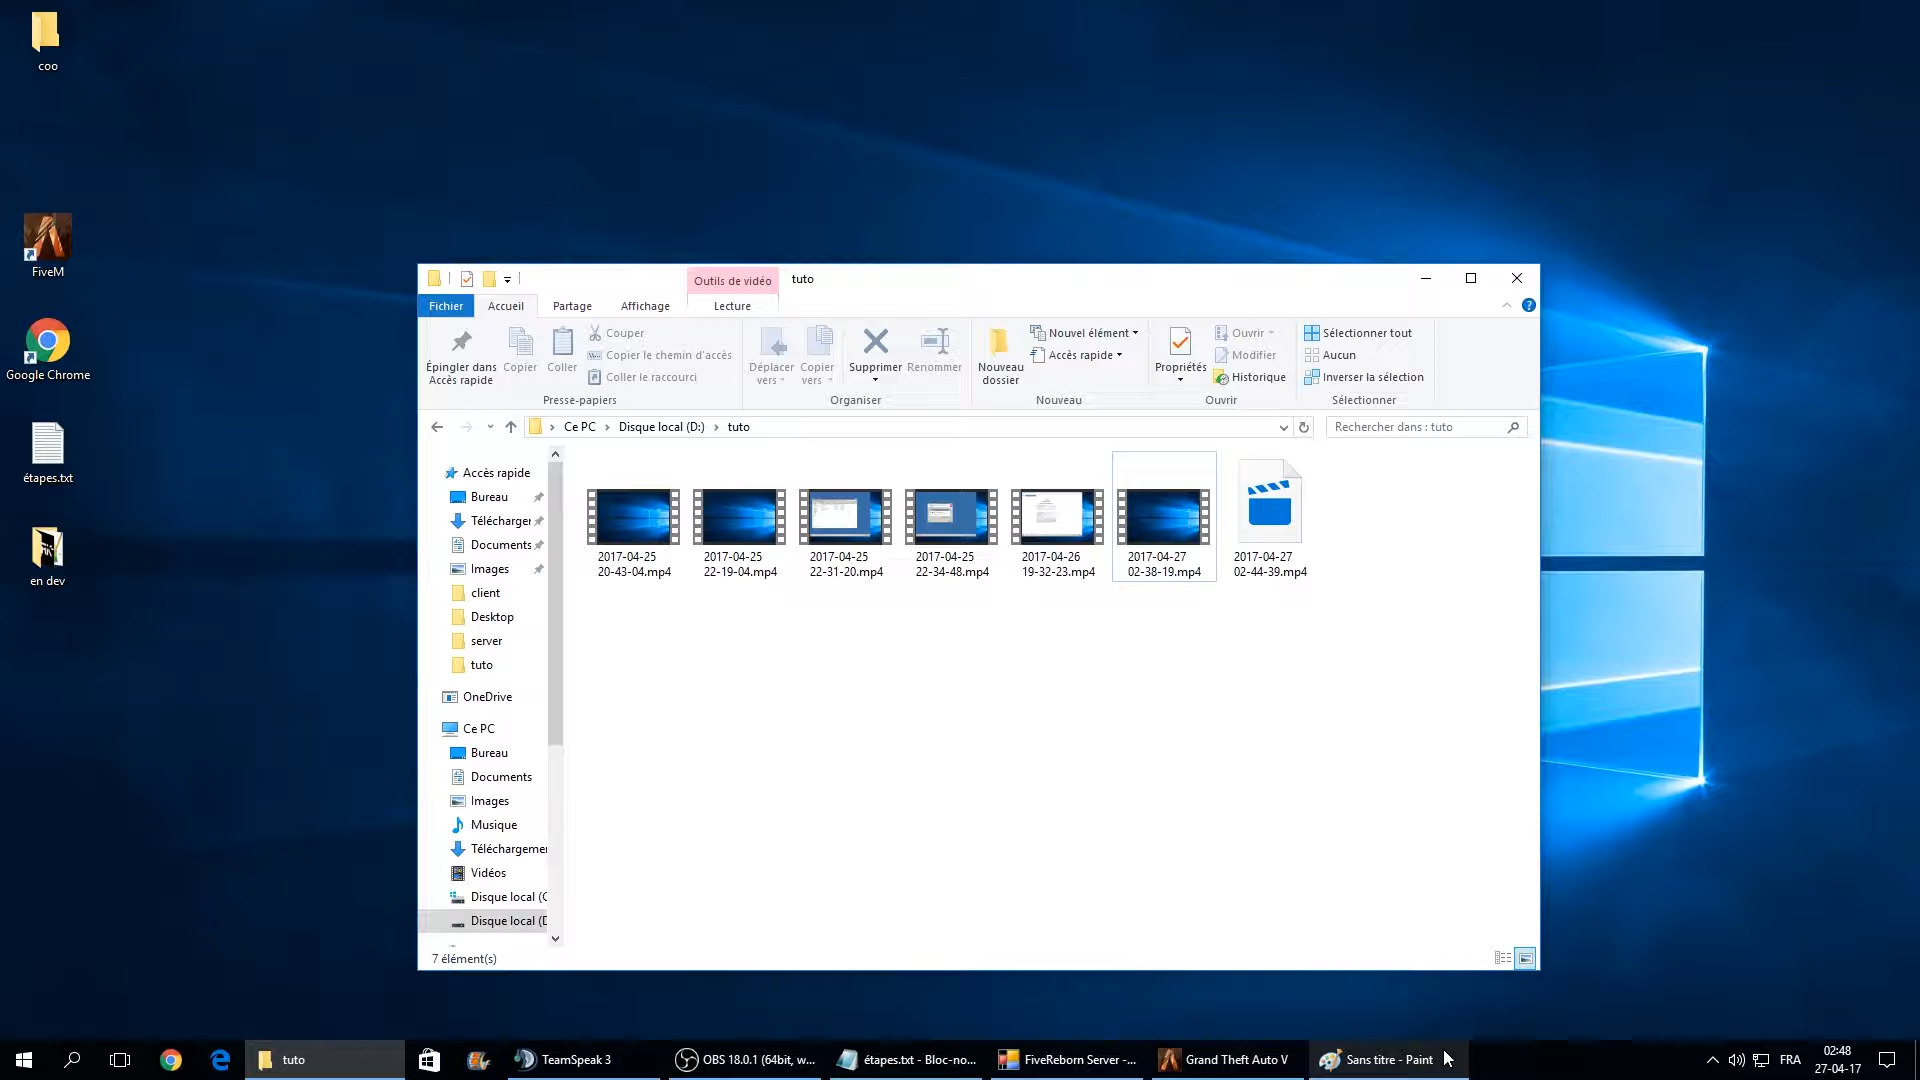 coo
FiveM
Google Chrome
étapes.txt
en dev
Outils de vidéo
tuto
Fichier
Accueil
Partage
Affichage
Lecture
Épingler dans
Accès rapide
Copier
Coller
Couper
Copier le chemin d'accès
Coller le raccourci
Presse-papiers
Déplacer
vers
Copier
vers
Supprimer
Renommer
Organiser
Nouveau
dossier
Nouvel élément
Accès rapide
Nouveau
Propriétés
Ouvrir
Modifier
Historique
Ouvrir
Sélectionner tout
Aucun
Inverser la sélection
Sélectionner
Ce PC
Disque local (D:)
tuto
Rechercher dans : tuto
Accès rapide
Bureau
Télécharger
Documents
Images
client
Desktop
server
tuto
OneDrive
Ce PC
Bureau
Documents
Images
Musique
Téléchargemen
Vidéos
Disque local (C
Disque local (D
2017-04-25
20-43-04.mp4
2017-04-25
22-19-04.mp4
2017-04-25
22-31-20.mp4
2017-04-25
22-34-48.mp4
2017-04-26
19-32-23.mp4
2017-04-27
02-38-19.mp4
2017-04-27
02-44-39.mp4
7 élément(s)
tuto
TeamSpeak 3
OBS 18.0.1 (64bit, w...
étapes.txt - Bloc-no...
FiveReborn Server -...
Grand Theft Auto V
Sans titre - Paint
FRA
02:48
27-04-17